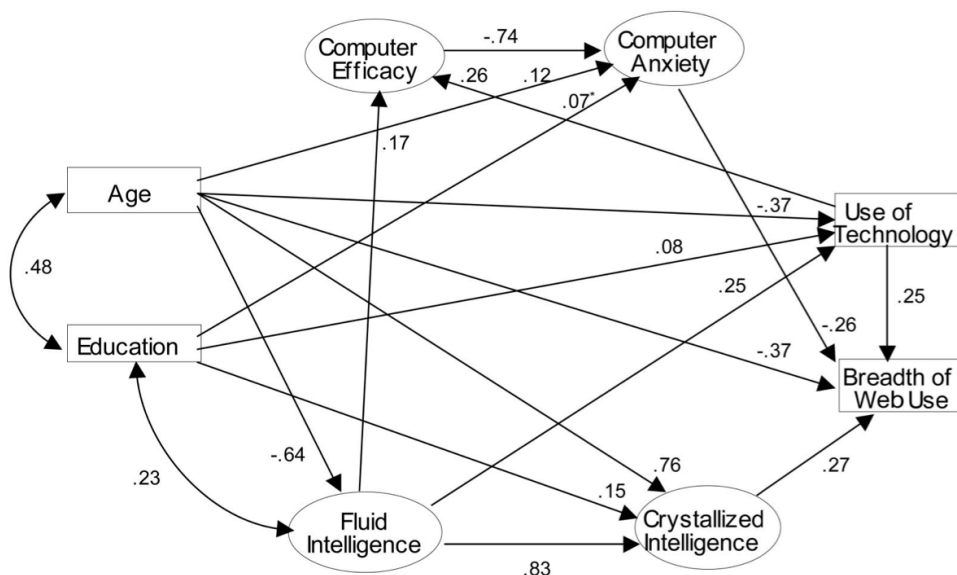 Computer
Efficacy
-.74
Computer
Anxiety
.26
.12
.07*
.17
Age
-.37
Use of
Technology
.48
.08
.25
.25
Education
-.37
-.26
Breadth of
Web Use
-.64
.76
.27
.23
.15
Fluid
Intelligence
Crystallized
Intelligence
.83